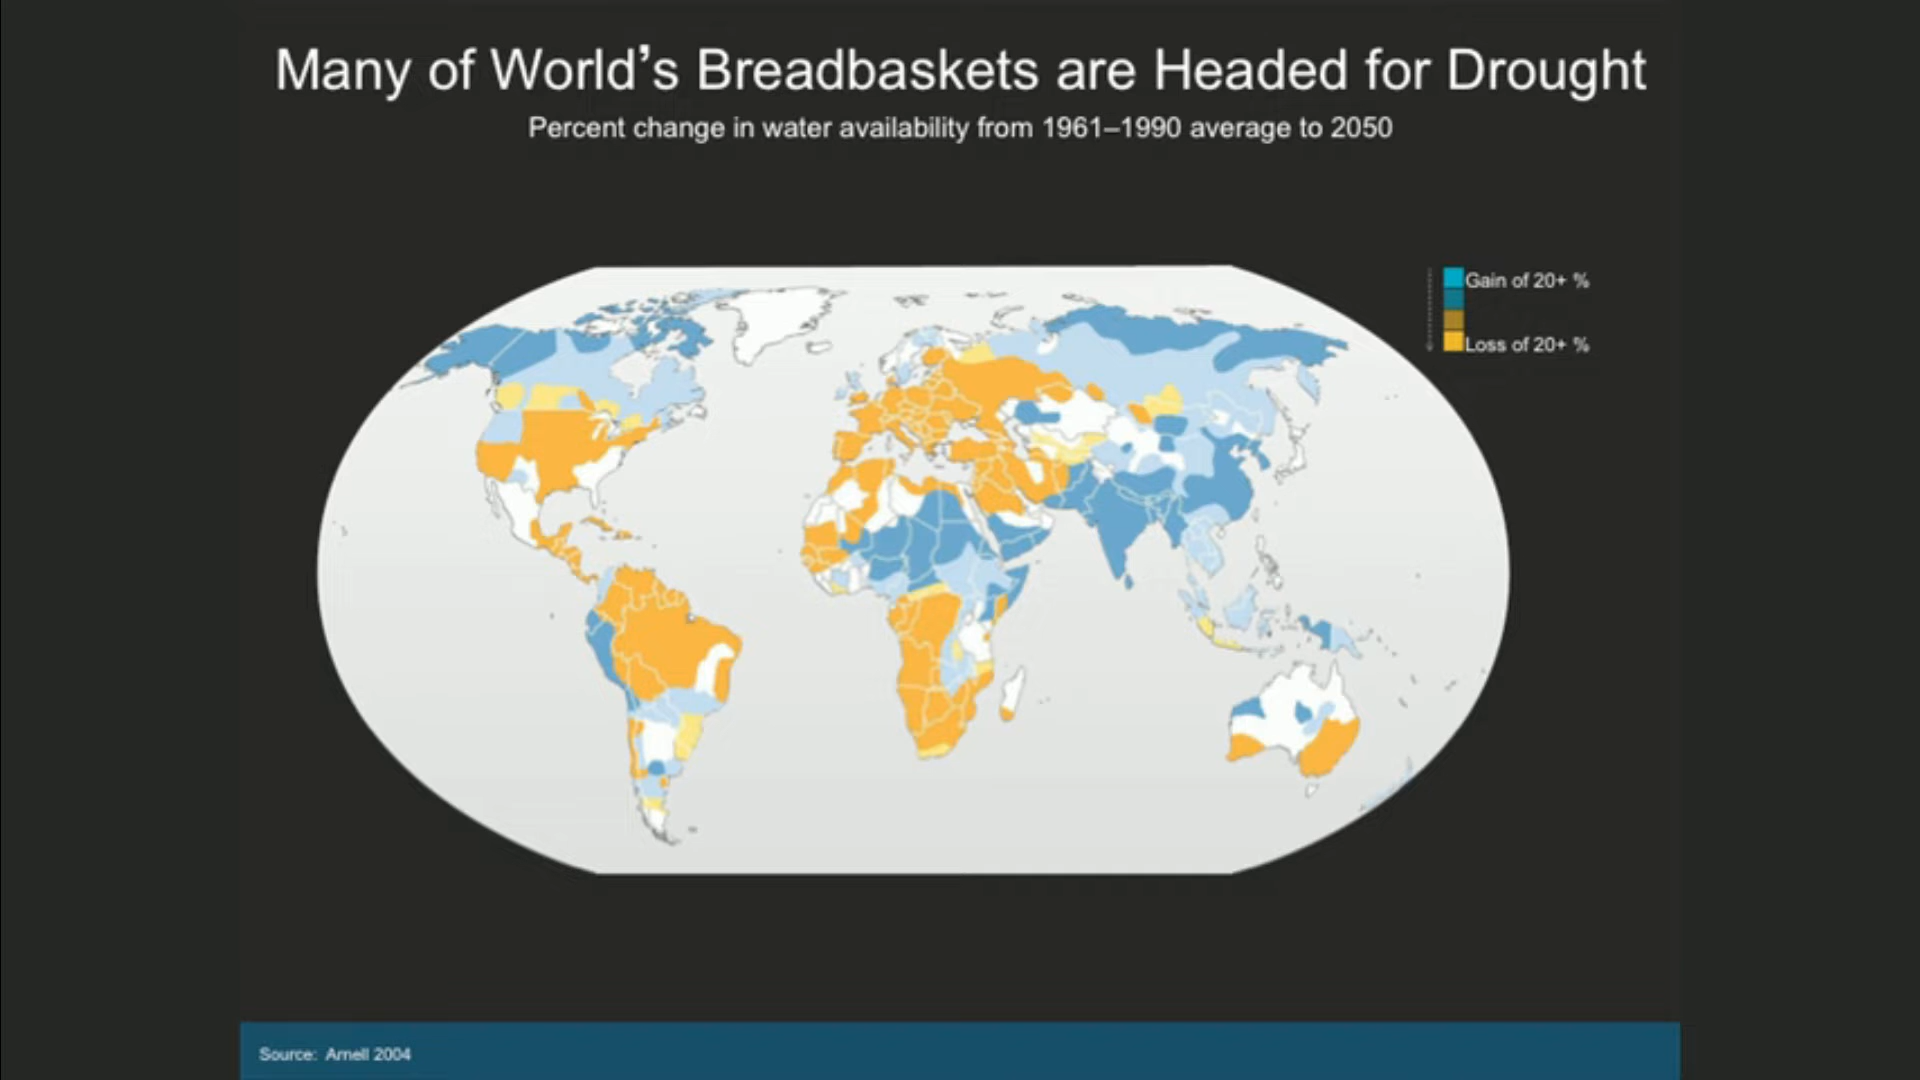 Many of World’s Breadbaskets are Headed for Drought
Percent change in water availability from 1961–1990 average to 2050
Gain of 20+ %
Loss of 20+ %
Source: Arnell 2004